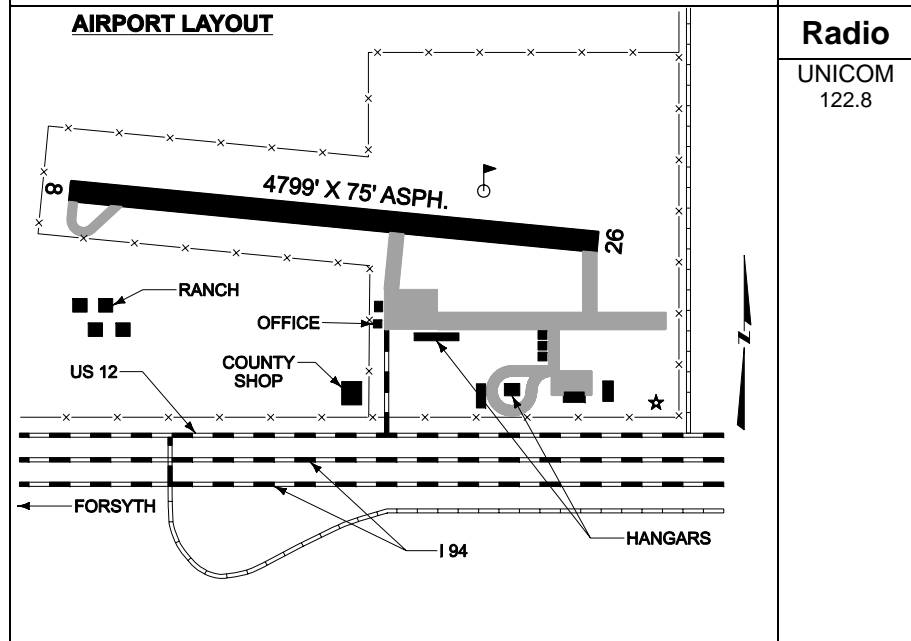 AIRPORT LAYOUT
Radio
UNICOM
122.8
8
4799' X 75' ASPH.
26
RANCH
OFFICE
N
US 12
COUNTY
SHOP
FORSYTH
I 94
HANGARS